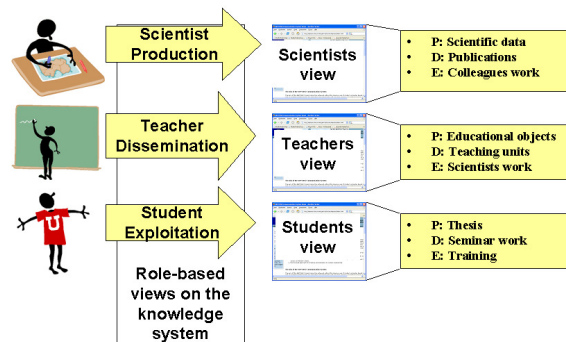 Scientist
Production
Scientists
view
• P: Scientific data
• D: Publications
• E: Colleagues work
Teacher
Dissemination
Teachers
view
• P: Educational objects
• D: Teaching units
• E: Scientists work
U
Student
Exploitation
Students
view
• P: Thesis
• D: Seminar work
• E: Training
Role-based
views on the
knowledge
system